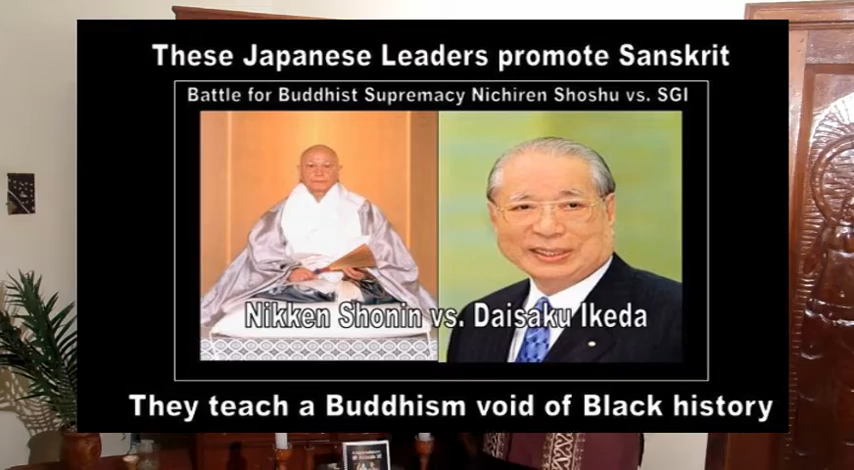 These Japanese Leaders promote Sanskrit
Battle for Buddhist Supremacy Nichiren Shoshu vs. SGI
Nikken Shonin vs. Daisaku Ikeda
They teach a Buddhism void of Black history